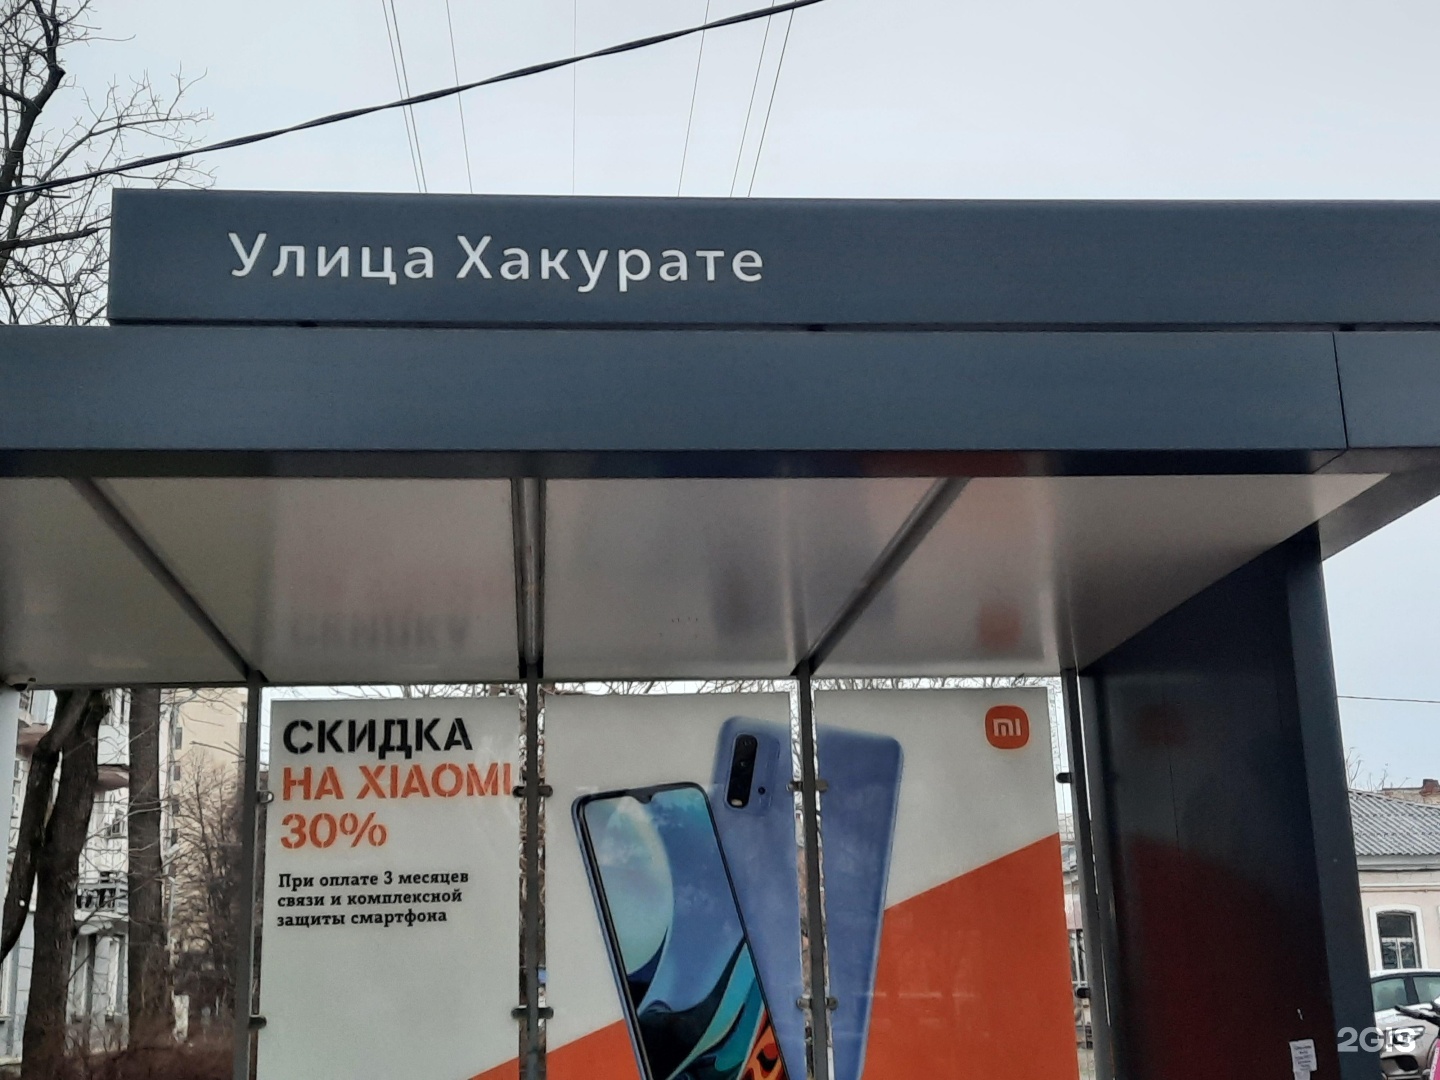 Улица Хакурате
СКИДКА
НА XIAOMI
30%
При оплате 3 месяцев
связи и комплексной
защиты смартфона
mi
2GIS